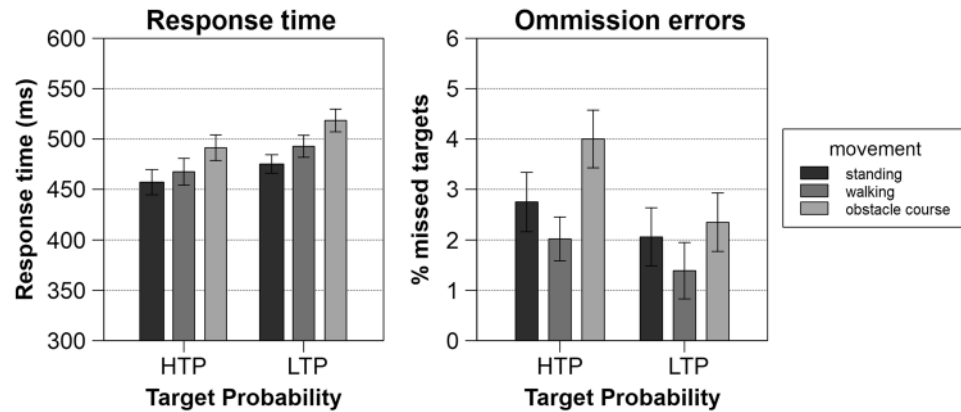 Response time
600
550
500
450
400
350
300
Response time (ms)
HTP LTP
Target Probability
Ommission errors
6
5
4
3
2
1
0
% missed targets
HTP LTP
Target Probability
movement
standing
walking
obstacle course